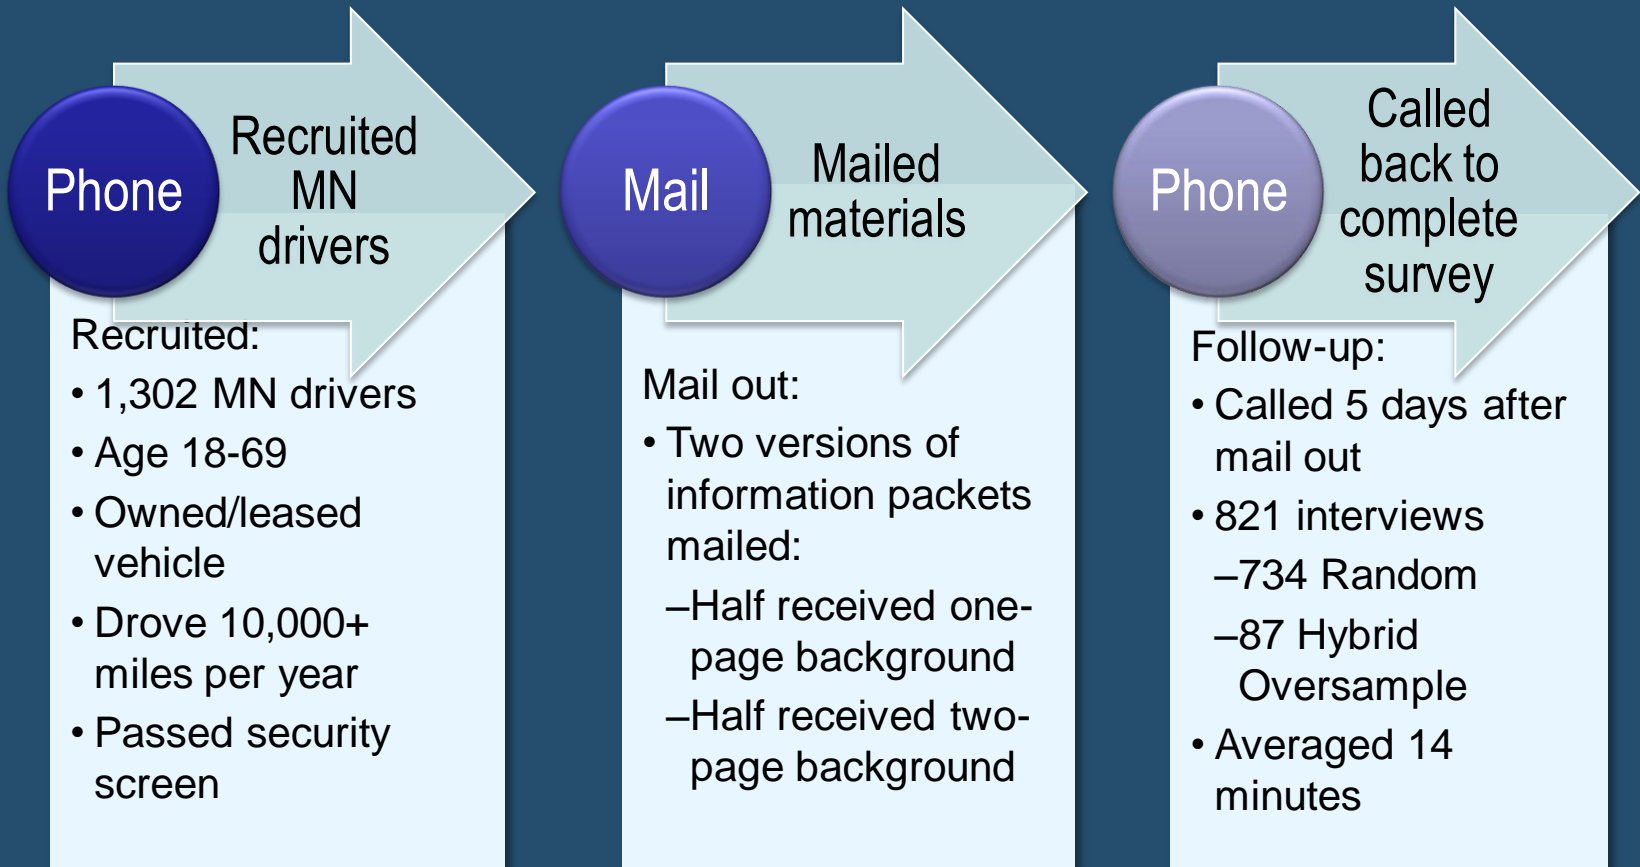 Phone
Recruited
MN
drivers
Recruited:
• 1,302 MN drivers
• Age 18-69
• Owned/leased
vehicle
• Drove 10,000+
miles per year
• Passed security
screen
Mail
Mailed
materials
Mail out:
• Two versions of
information packets
mailed:
–Half received one-
page background
–Half received two-
page background
Phone
Called
back to
complete
survey
Follow-up:
• Called 5 days after
mail out
• 821 interviews
–734 Random
–87 Hybrid
Oversample
• Averaged 14
minutes